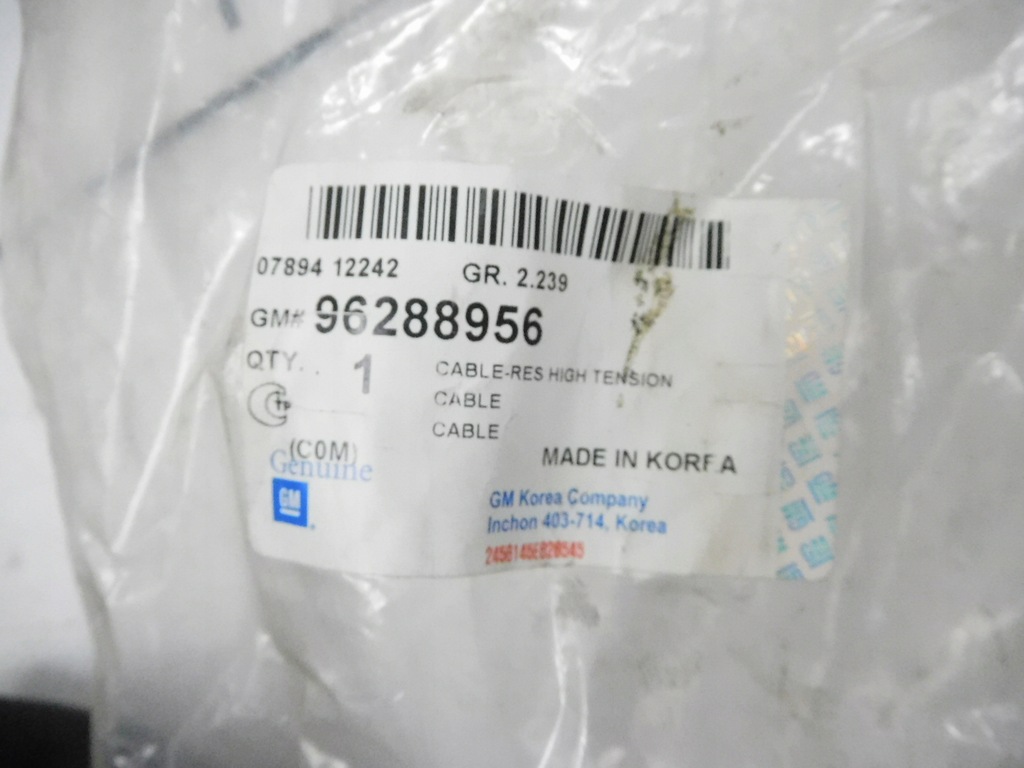 07894 12242 GR. 2.239
GM# 96288956
QTY. . 1 CABLE-RES HIGH TENSION
CABLE
CABLE
(COM)
Genuine
MADE IN KOREA
GM
GM Korea Company
Inchon 403-714, Korea